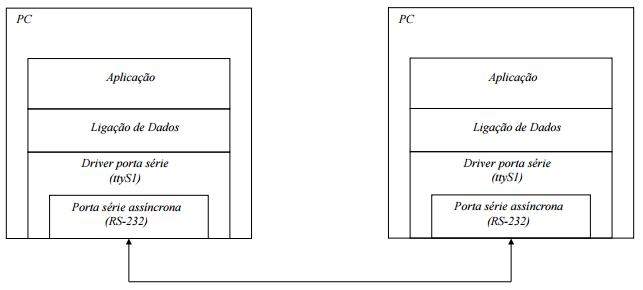 PC
Aplicação
Ligação de Dados
Driver porta série
(ttyS1)
Porta série assíncrona
(RS-232)
PC
Aplicação
Ligação de Dados
Driver porta série
(ttyS1)
Porta série assíncrona
(RS-232)